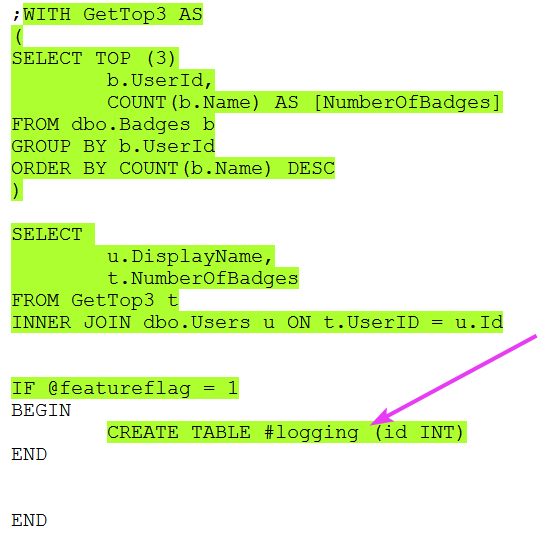 ;WITH GetTop3 AS
(
SELECT TOP (3)
b.UserId,
COUNT(b.Name) AS [NumberOfBadges]
FROM dbo.Badges b
GROUP BY b.UserId
ORDER BY COUNT(b.Name) DESC
)
SELECT
u.DisplayName,
t.NumberOfBadges
FROM GetTop3 t
INNER JOIN dbo.Users u ON t.UserID = u.Id
IF @featureflag = 1
BEGIN
CREATE TABLE #logging (id INT)
END
END